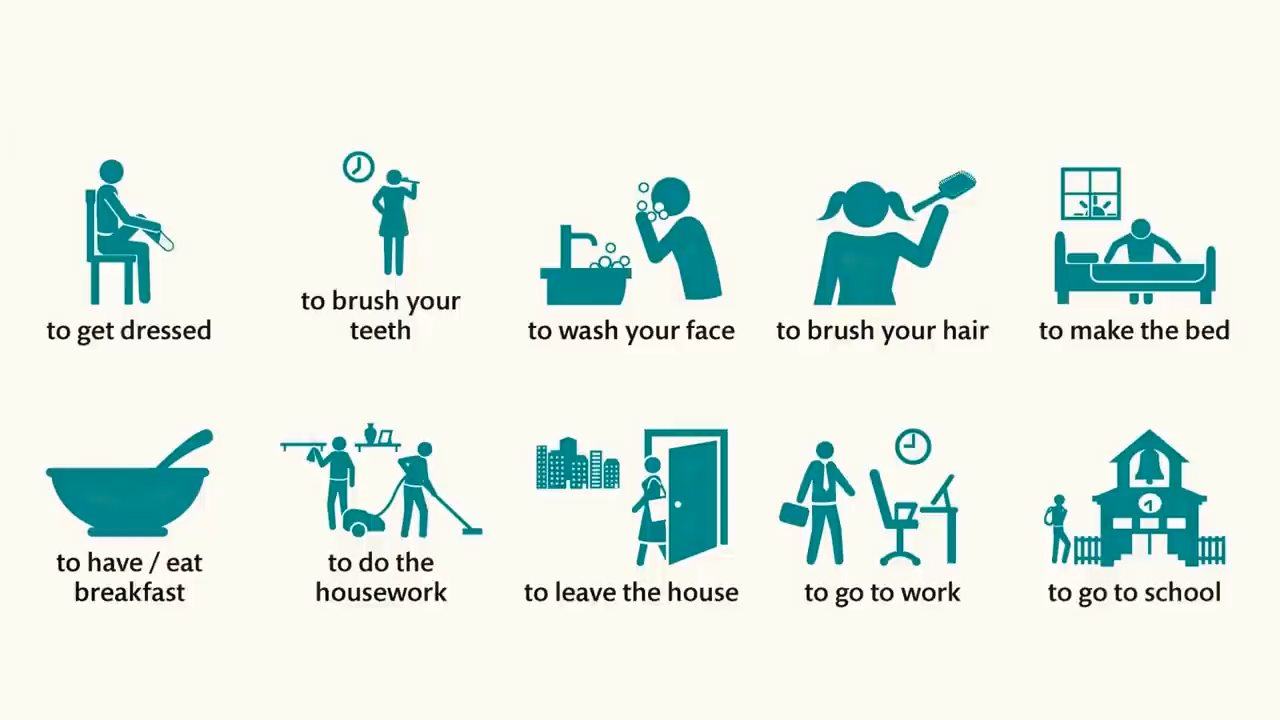 to get dressed
to brush your
teeth
to wash your face
to brush your hair
to make the bed
to have / eat
breakfast
to do the
housework
to leave the house
to go to work
to go to school